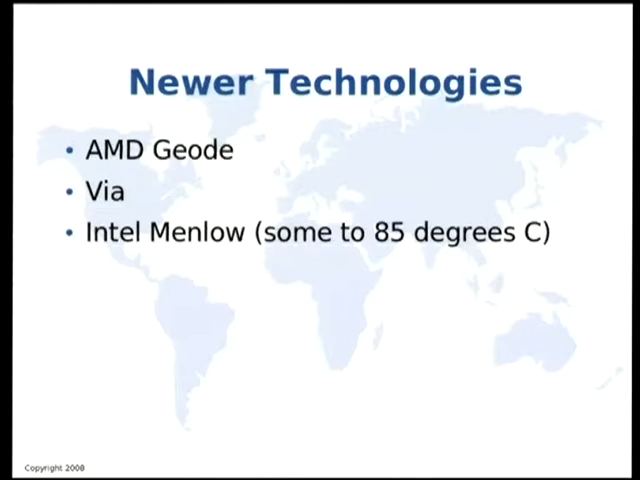 Newer Technologies
• AMD Geode
• Via
• Intel Menlow (some to 85 degrees C)
Copyright 2008